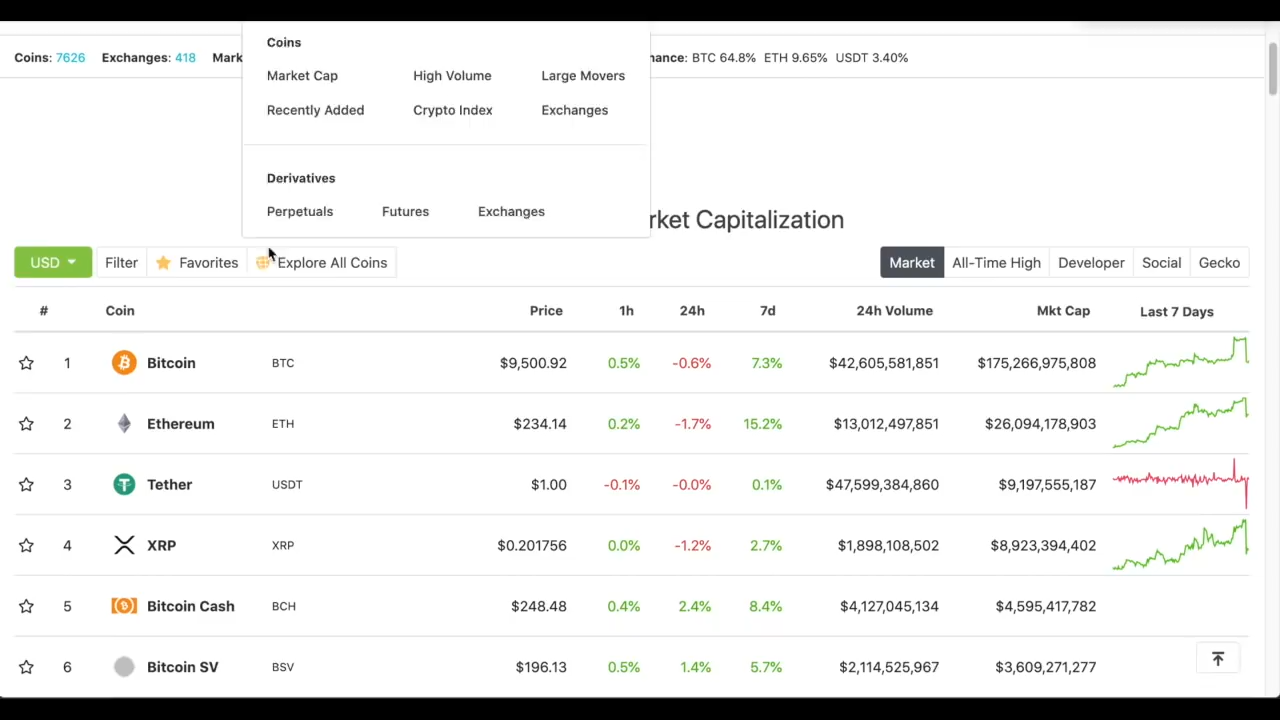 Coins
Coins: 7626 Exchanges: 418 Mark nance: BTC 64.8% ETH 9.65% USDT 3.40%
Market Cap High Volume Large Movers
Recently Added Crypto Index Exchanges
Derivatives
Perpetuals Futures Exchanges
rket Capitalization
USD Filter Favorites Explore All Coins Market All-Time High Developer Social Gecko
# Coin Price 1h 24h 7d 24h Volume Mkt Cap Last 7 Days
1 Bitcoin BTC $9,500.92 0.5% -0.6% 7.3% $42,605,581,851 $175,266,975,808
2 Ethereum ETH $234.14 0.2% -1.7% 15.2% $13,012,497,851 $26,094,178,903
3 Tether USDT $1.00 -0.1% -0.0% 0.1% $47,599,384,860 $9,197,555,187
4 XRP XRP $0.201756 0.0% -1.2% 2.7% $1,898,108,502 $8,923,394,402
5 Bitcoin Cash BCH $248.48 0.4% 2.4% 8.4% $4,127,045,134 $4,595,417,782
6 Bitcoin SV BSV $196.13 0.5% 1.4% 5.7% $2,114,525,967 $3,609,271,277